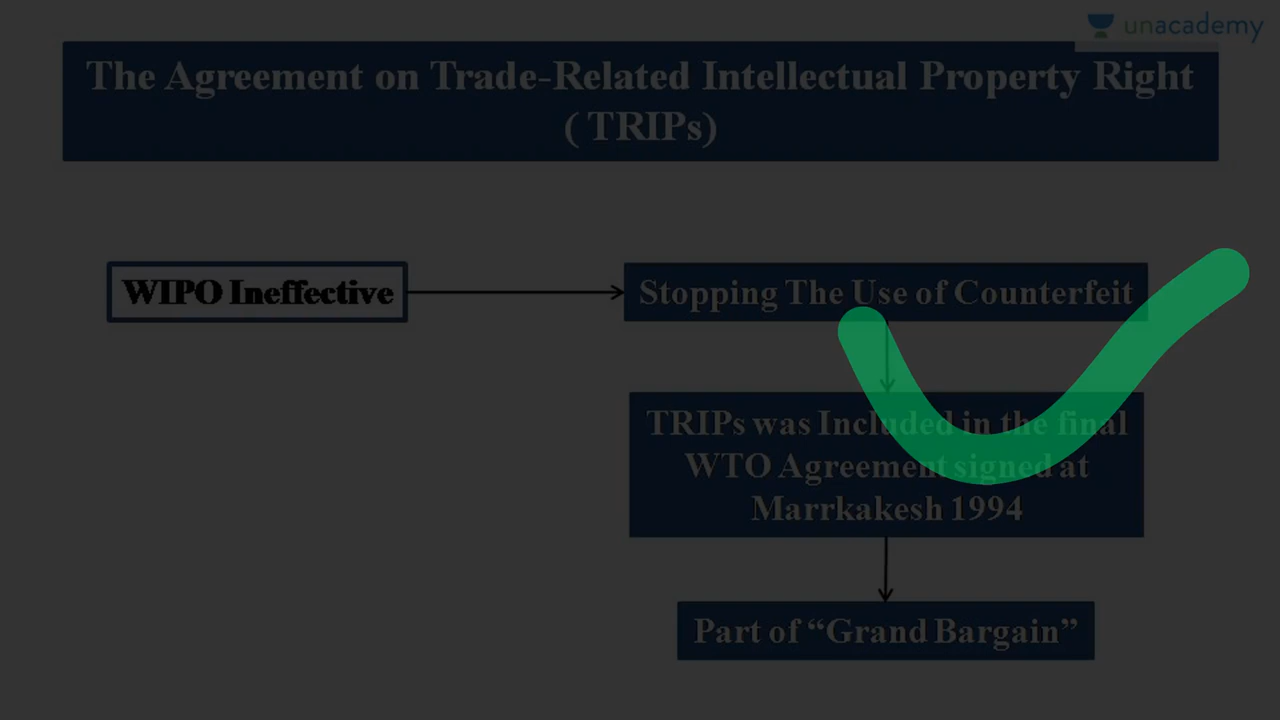 unacademy
The Agreement on Trade-Related Intellectual Property Right
( TRIPs)
WIPO Ineffective
Stopping The Use of Counterfeit
TRIPs was Included in the final
WTO Agreement signed at
Marrkakesh 1994
Part of “Grand Bargain”